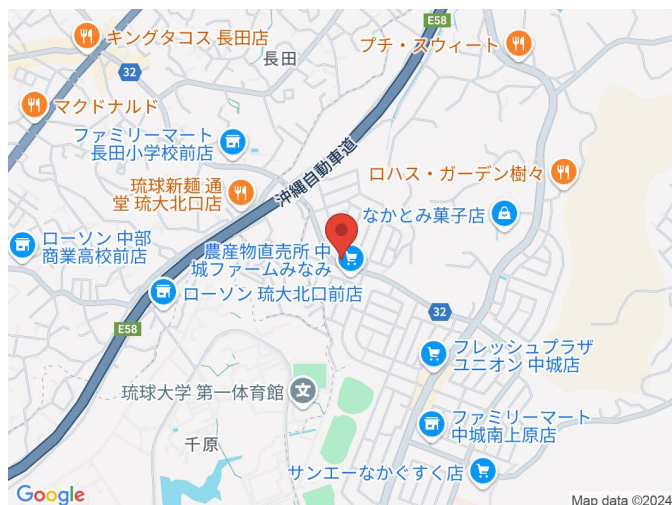 E58
キングタコス 長田店
プチ・スウィート
長田
32
マクドナルド
ファミリーマート
長田小学校前店
沖縄自動車道
ロハス・ガーデン樹々
琉球新麺 通
堂 琉大北口店
なかとみ菓子店
ローソン 中部
商業高校前店
農産物直売所 中
城ファームみなみ
ローソン 琉大北口前店
32
E58
フレッシュプラザ
ユニオン 中城店
琉球大学 第一体育館
文
ファミリーマート
中城南上原店
千原
サンエーなかぐすく店
Google
Map data ©2024